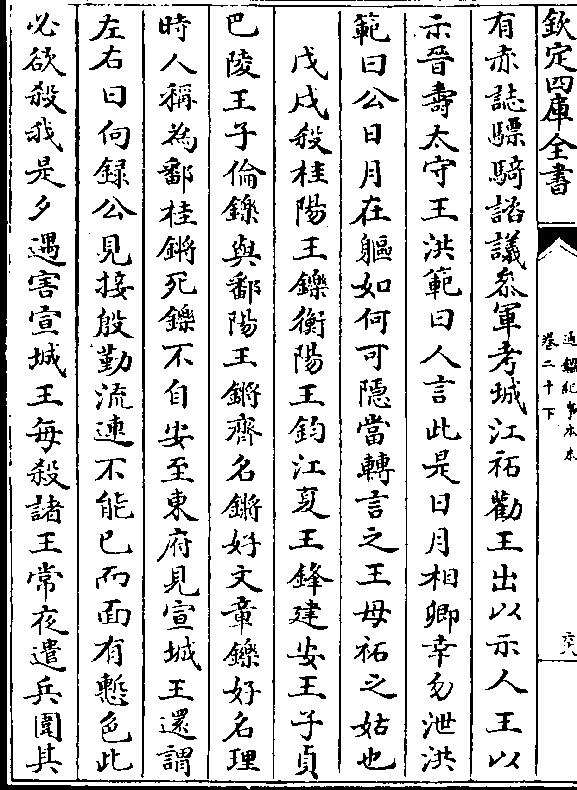 欽定四庫全書
通鑑紀事本末
卷二十下
六九
有赤誌驃騎諮議參軍考城江祏勸王出以示人王以
示晉壽太守王洪範曰人言此是日月相卿幸勿泄洪
範曰公日月在軀如何可隱當轉言之王母祏之姑也
戊戌殺桂陽王鑠衡陽王鈞江夏王鋒建安王子貞
巴陵王子倫鑠與鄱陽王鏘齊名鏘好文章鑠好名理
時人稱為鄱桂鏘死鑠不自安至東府見宣城王還謂
左右曰向録公見接殷勤流連不能已而面有慙色此
必欲殺我是夕遇害宣城王每殺諸王常夜遣兵圍其